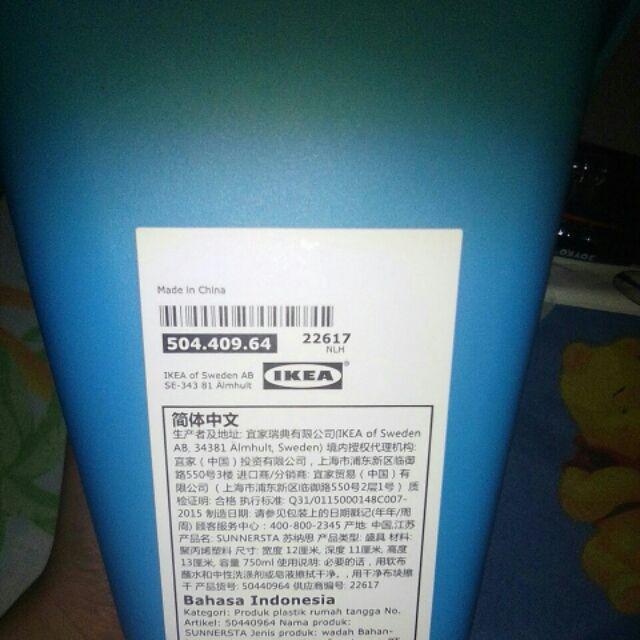 Made in China
504.409.64
22617
NLH
IKEA of Sweden AB
SE-343 81 Älmhult
IKEA®
简体中文
生产者及地址: 宜家瑞典有限公司(IKEA of Sweden
AB, 34381 Älmhult, Sweden) 境内授权代理机构:
宜家（中国）投资有限公司，上海市浦东新区临御
路550号3楼 进口商/分销商: 宜家贸易（中国）有
限公司（上海市浦东新区临御路550号2层1号）质
检证明: 合格 执行标准: Q31/0115000148C007-
2015 制造日期: 请参见包装上的日期戳记(年年/周
周) 顾客服务中心：400-800-2345 产地: 中国,江苏
产品名: SUNNERSTA 苏纳思 产品类型: 盛具 材料:
聚丙烯塑料 尺寸: 宽度 12厘米, 深度 11厘米, 高度
13厘米, 容量 750ml 使用说明: 必要的话，用软布
蘸水和中性洗涤剂或皂液擦拭干净。, 用干净布块擦
干 产品货号: 50440964 供应商编号: 22617
Bahasa Indonesia
Kategori: Produk plastik rumah tangga No.
Artikel: 50440964 Nama produk:
SUNNERSTA Jenis produk: wadah Bahan-